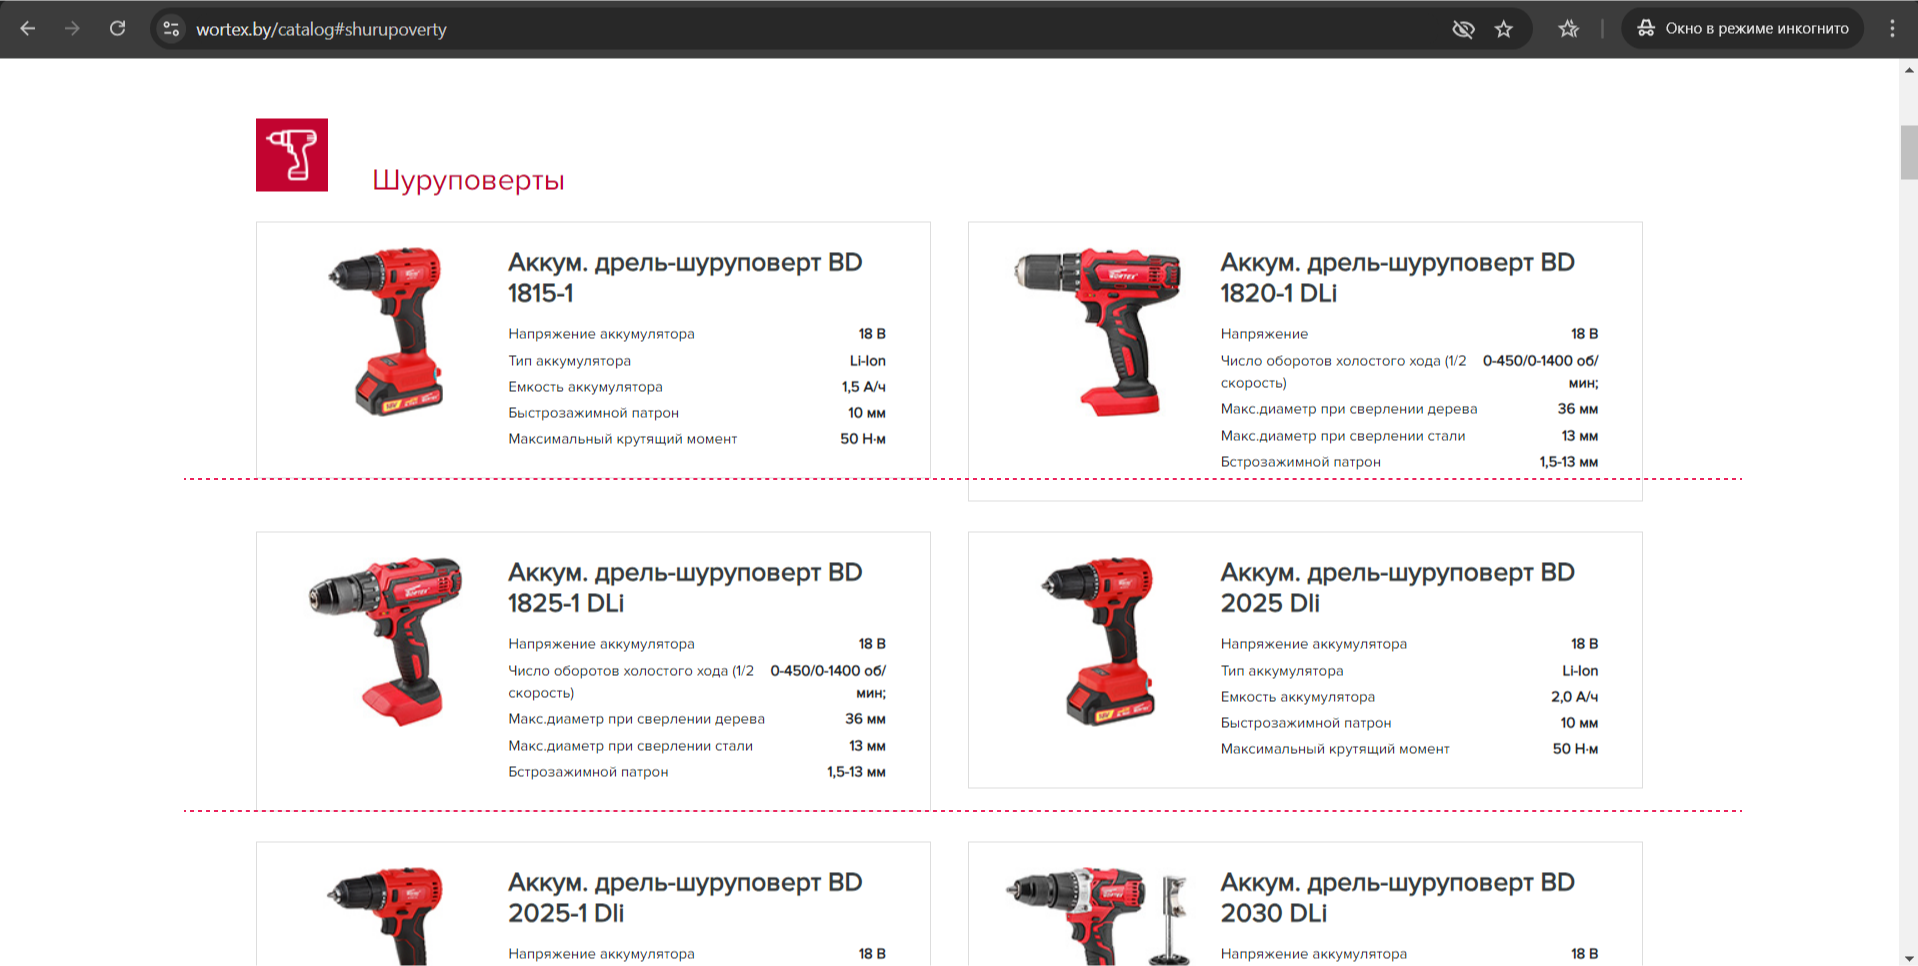 wortex.by/catalog#shurupoverty
Окно в режиме инкогнито
Шуруповерты
Аккум. дрель-шуруповерт BD
1815-1
Напряжение аккумулятора 18 В
Тип аккумулятора Li-Ion
Емкость аккумулятора 1,5 А/ч
Быстрозажимной патрон 10 мм
Максимальный крутящий момент 50 Н·м
WORTEX
Аккум. дрель-шуруповерт BD
1820-1 DLi
Напряжение 18 В
Число оборотов холостого хода (1/2 0-450/0-1400 об/
скорость) мин;
Макс.диаметр при сверлении дерева 36 мм
Макс.диаметр при сверлении стали 13 мм
Бстрозажимной патрон 1,5-13 мм
WORTEX
Аккум. дрель-шуруповерт BD
1825-1 DLi
Напряжение аккумулятора 18 В
Число оборотов холостого хода (1/2 0-450/0-1400 об/
скорость) мин;
Макс.диаметр при сверлении дерева 36 мм
Макс.диаметр при сверлении стали 13 мм
Бстрозажимной патрон 1,5-13 мм
Аккум. дрель-шуруповерт BD
2025 Dli
Напряжение аккумулятора 18 В
Тип аккумулятора Li-Ion
Емкость аккумулятора 2,0 А/ч
Быстрозажимной патрон 10 мм
Максимальный крутящий момент 50 Н·м
Аккум. дрель-шуруповерт BD
2025-1 Dli
Напряжение аккумулятора 18 В
Аккум. дрель-шуруповерт BD
2030 DLi
Напряжение аккумулятора 18 В